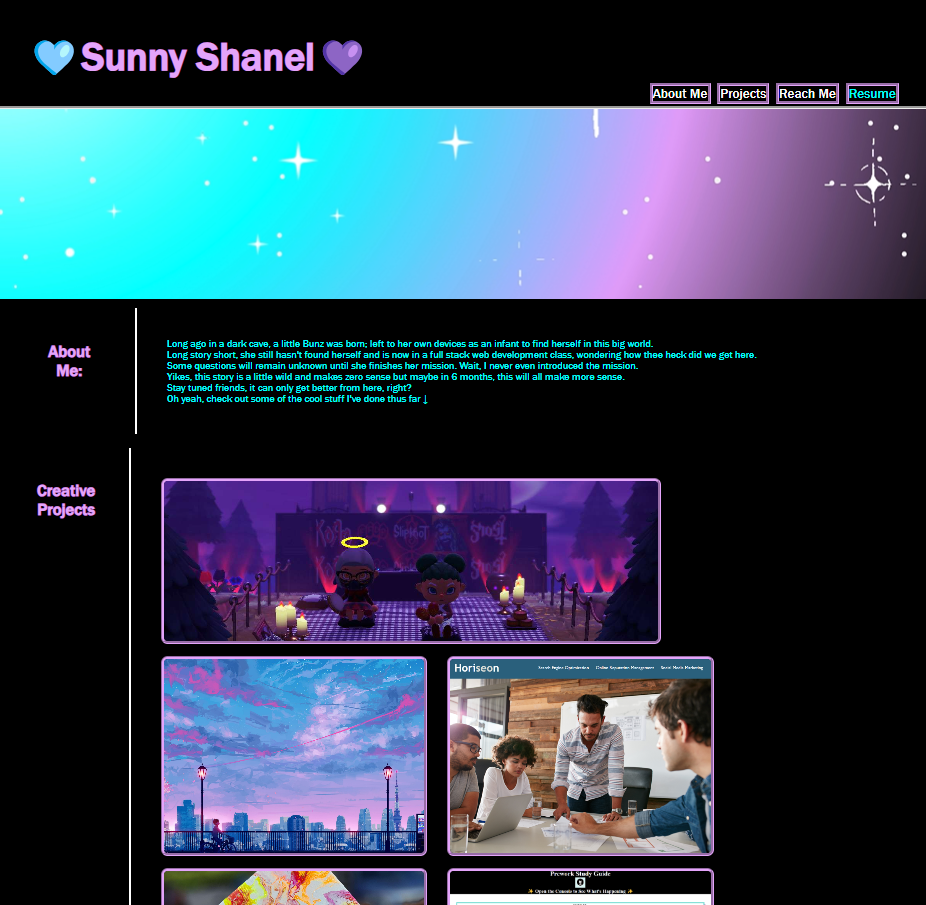 🩵Sunny Shanel💜
About Me Projects Reach Me Resume
About
Me:
Long ago in a dark cave, a little Bunz was born; left to her own devices as an infant to find herself in this big world.
Long story short, she still hasn't found herself and is now in a full stack web development class, wondering how thee heck did we get here.
Some questions will remain unknown until she finishes her mission. Wait, I never even introduced the mission.
Yikes, this story is a little wild and makes zero sense but maybe in 6 months, this will all make more sense.
Stay tuned friends, it can only get better from here, right?
Oh yeah, check out some of the cool stuff I've done thus far ↓
Creative
Projects
Slipknot Ghost
Horiseon Search Engine Optimization Online Reputation Management Social Media Marketing
Prework Study Guide
✨ Open the Console to See What's Happening ✨